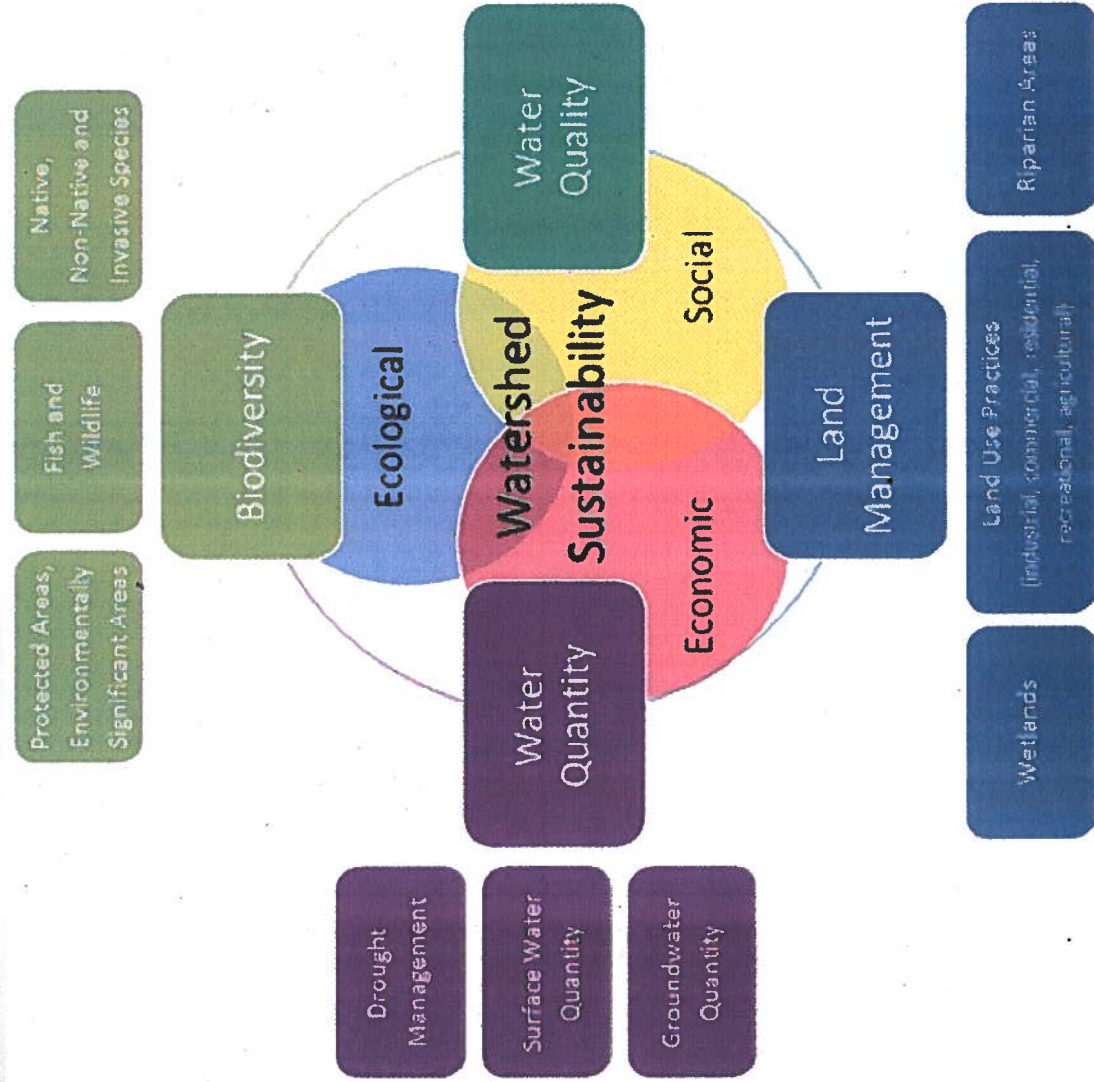 Protected Areas,
Environmentally
Significant Areas
Fish and
Wildlife
Native,
Non-Native and
Invasive Species
Biodiversity
Drought
Management
Surface Water
Quantity
Groundwater
Quantity
Water
Quantity
Ecological
Watershed
Sustainability
Economic
Social
Water
Quality
Land
Management
Wetlands
Land Use Practices
(industrial, commercial, residential,
recreational, agricultural)
Riparian Areas